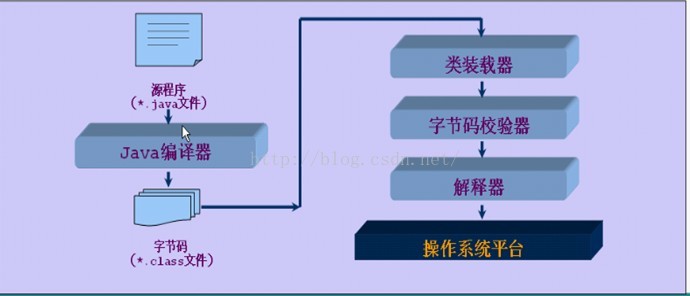 源程序
(*.java文件)
Java编译器
字节码
(*.class文件)
类装载器
字节码校验器
解释器
操作系统平台
http://blog.csdn.net/